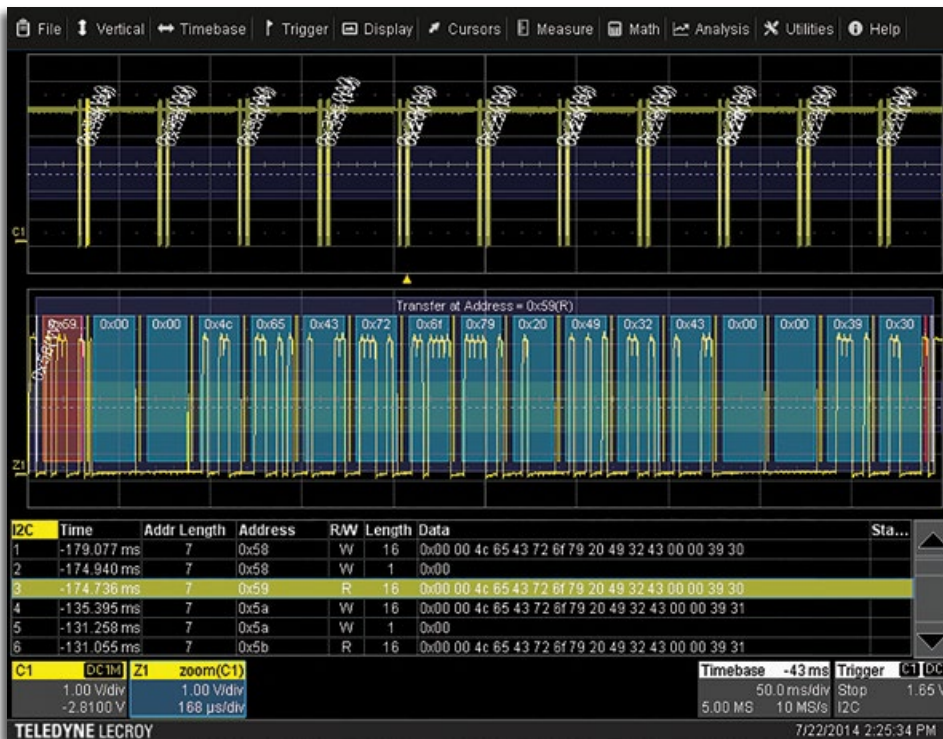 File Vertical Timebase Trigger Display Cursors Measure Math Analysis Utilities Help
C1
Transfer at Address = 0x59(R)
0x59... 0x00 0x00 0x4c 0x65 0x43 0x72 0x6f 0x79 0x20 0x49 0x32 0x43 0x00 0x00 0x39 0x30
0x58(W)
Z1
I2C Time Addr Length Address R/W Length Data Sta...
1 -179.077 ms 7 0x58 W 16 0x00 00 4c 65 43 72 6f 79 20 49 32 43 00 00 39 30
2 -174.940 ms 7 0x58 W 1 0x00
3 -174.736 ms 7 0x59 R 16 0x00 00 4c 65 43 72 6f 79 20 49 32 43 00 00 39 30
4 -135.395 ms 7 0x5a W 16 0x00 00 4c 65 43 72 6f 79 20 49 32 43 00 00 39 31
5 -131.258 ms 7 0x5a W 1 0x00
6 -131.055 ms 7 0x5b R 16 0x00 00 4c 65 43 72 6f 79 20 49 32 43 00 00 39 31
C1 DC1M Z1 zoom(C1) Timebase -43 ms Trigger C1 DC
1.00 V/div 1.00 V/div 50.0 ms/div Stop 1.65 V
-2.8100 V 168 µs/div 5.00 MS 10 MS/s I2C
TELEDYNE LECROY 7/22/2014 2:25:34 PM